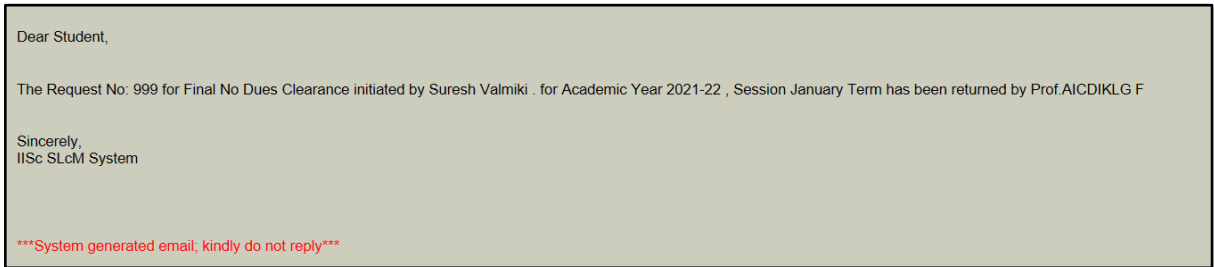 Dear Student,
The Request No: 999 for Final No Dues Clearance initiated by Suresh Valmiki . for Academic Year 2021-22 , Session January Term has been returned by Prof.AICDIKLG F
Sincerely,
IISc SLcM System
***System generated email; kindly do not reply***